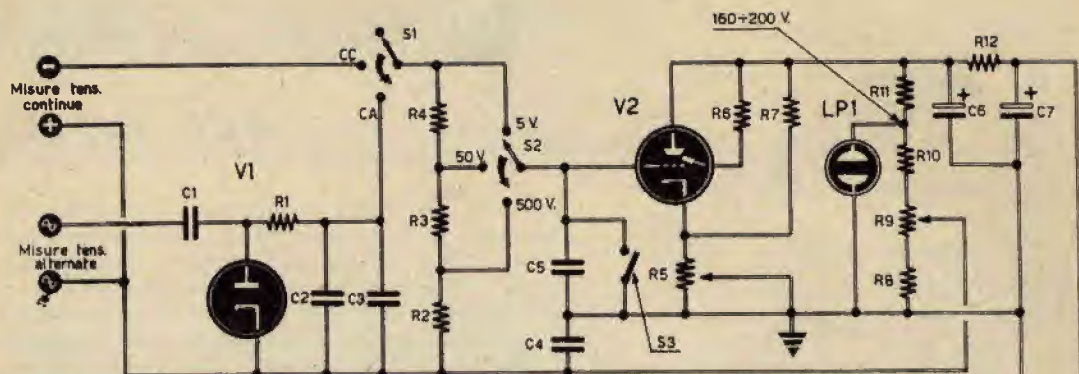 160÷200 V.
S1
R12
CC
Misure tens.
continue
CA
R4
V2
R6
R7
LP1
R11
C6
C7
5 V.
50 V.
S2
R10
V1
C1
R1
500 V.
R3
R9
Misure tens.
alternate
C5
R5
C2
C3
R2
R8
C4
S3